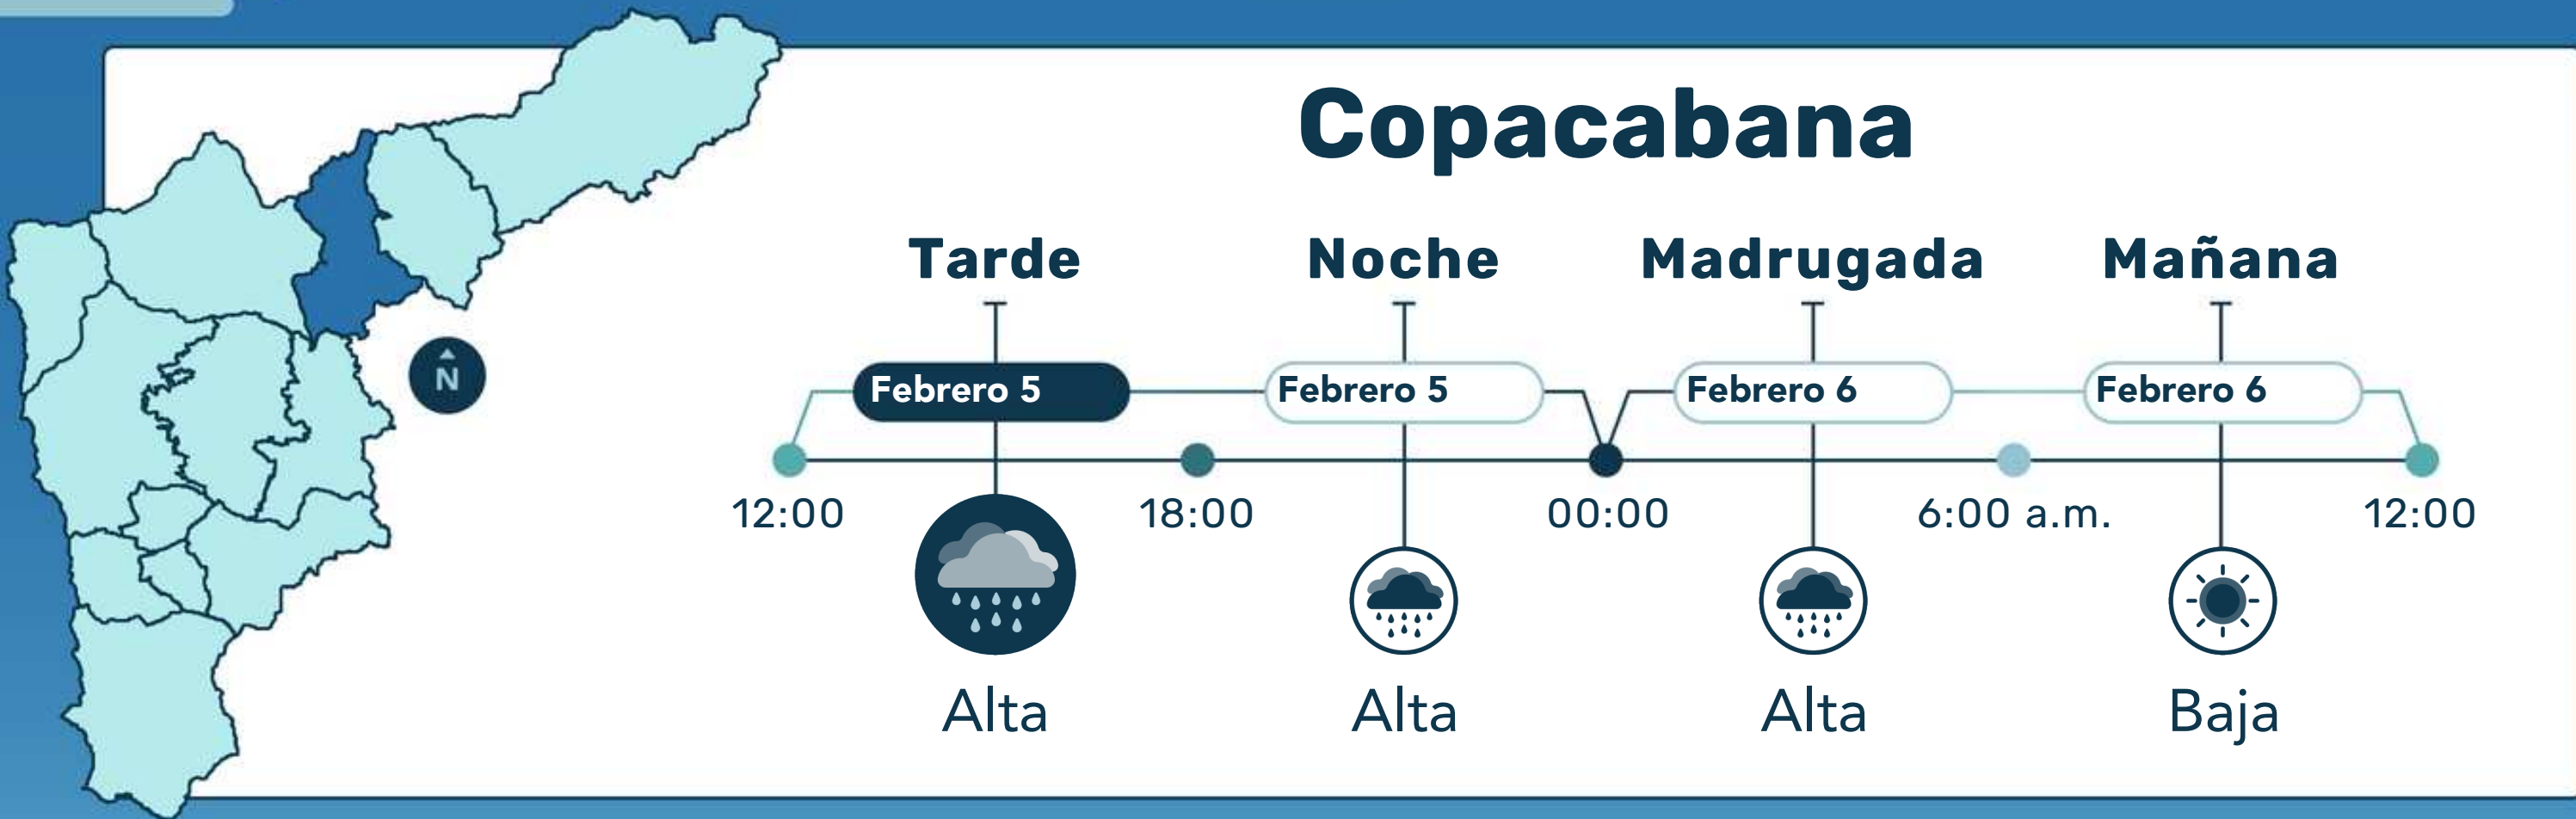 Copacabana
Tarde Noche Madrugada Mañana
Febrero 5 Febrero 5 Febrero 6 Febrero 6
N
12:00 18:00 00:00 6:00 a.m. 12:00
Alta Alta Alta Baja